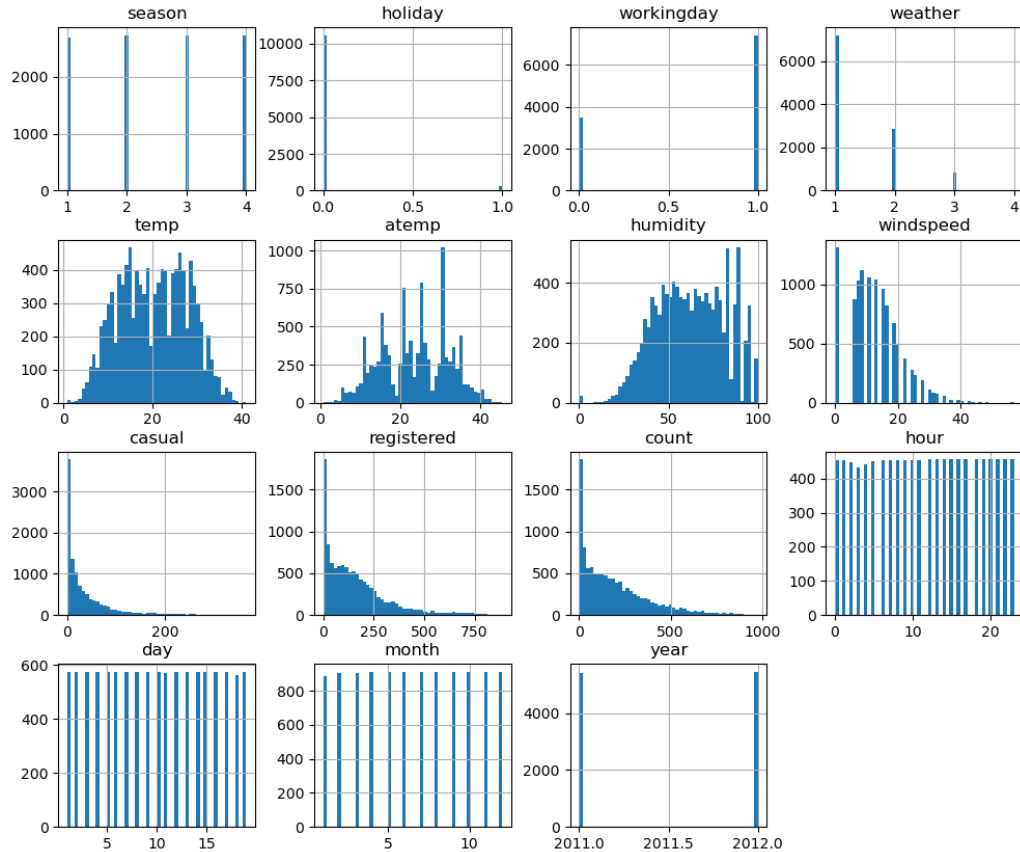 season holiday workingday weather
2000 1000 0 1 2 3 4
10000 7500 5000 2500 0 0.0 0.5 1.0
6000 4000 2000 0 0.0 0.5 1.0
6000 4000 2000 0 1 2 3 4
temp atemp humidity windspeed
400 300 200 100 0 0 20 40
1000 750 500 250 0 0 20 40
400 200 0 0 50 100
1000 500 0 0 20 40
casual registered count hour
3000 2000 1000 0 0 200
1500 1000 500 0 0 250 500 750
1500 1000 500 0 0 500 1000
400 300 200 100 0 0 10 20
day month year
600 400 200 0 5 10 15
800 600 400 200 0 5 10
4000 2000 0 2011.0 2011.5 2012.0